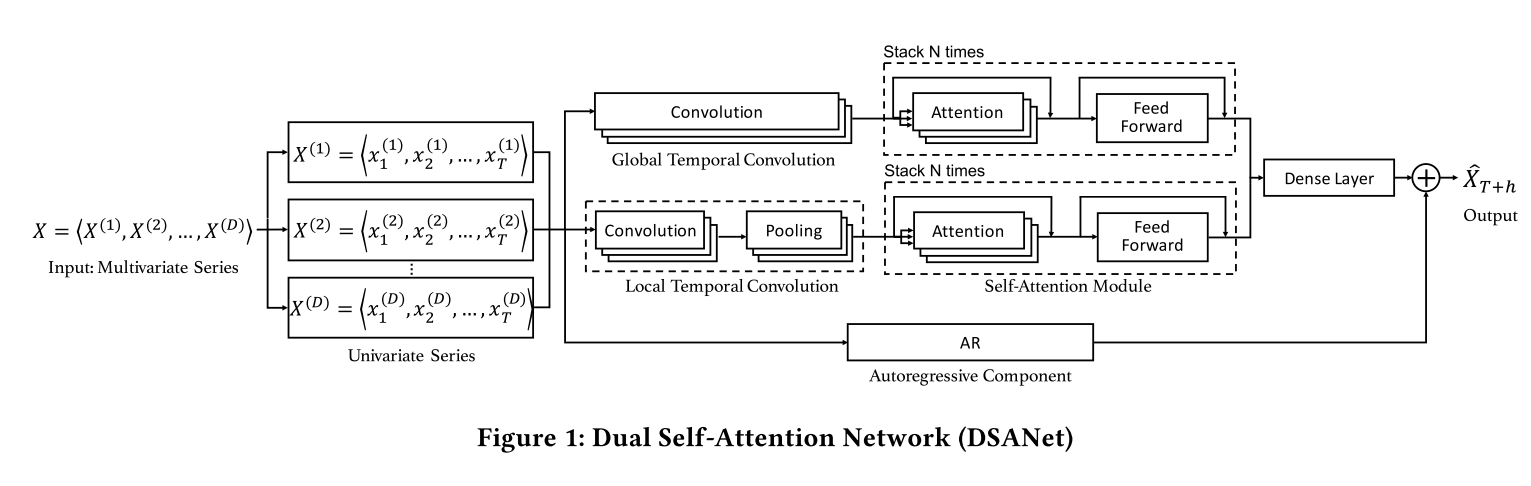 Stack N times
Convolution
Attention
Feed
Forward
Global Temporal Convolution
X^(1) = ⟨x_1^(1), x_2^(1), ..., x_T^(1)⟩
Stack N times
Dense Layer
X̂_{T+h}
Output
X = ⟨X^(1), X^(2), ..., X^(D)⟩
Input: Multivariate Series
X^(2) = ⟨x_1^(2), x_2^(2), ..., x_T^(2)⟩
Convolution
Pooling
Attention
Feed
Forward
Local Temporal Convolution
Self-Attention Module
X^(D) = ⟨x_1^(D), x_2^(D), ..., x_T^(D)⟩
Univariate Series
AR
Autoregressive Component
Figure 1: Dual Self-Attention Network (DSANet)